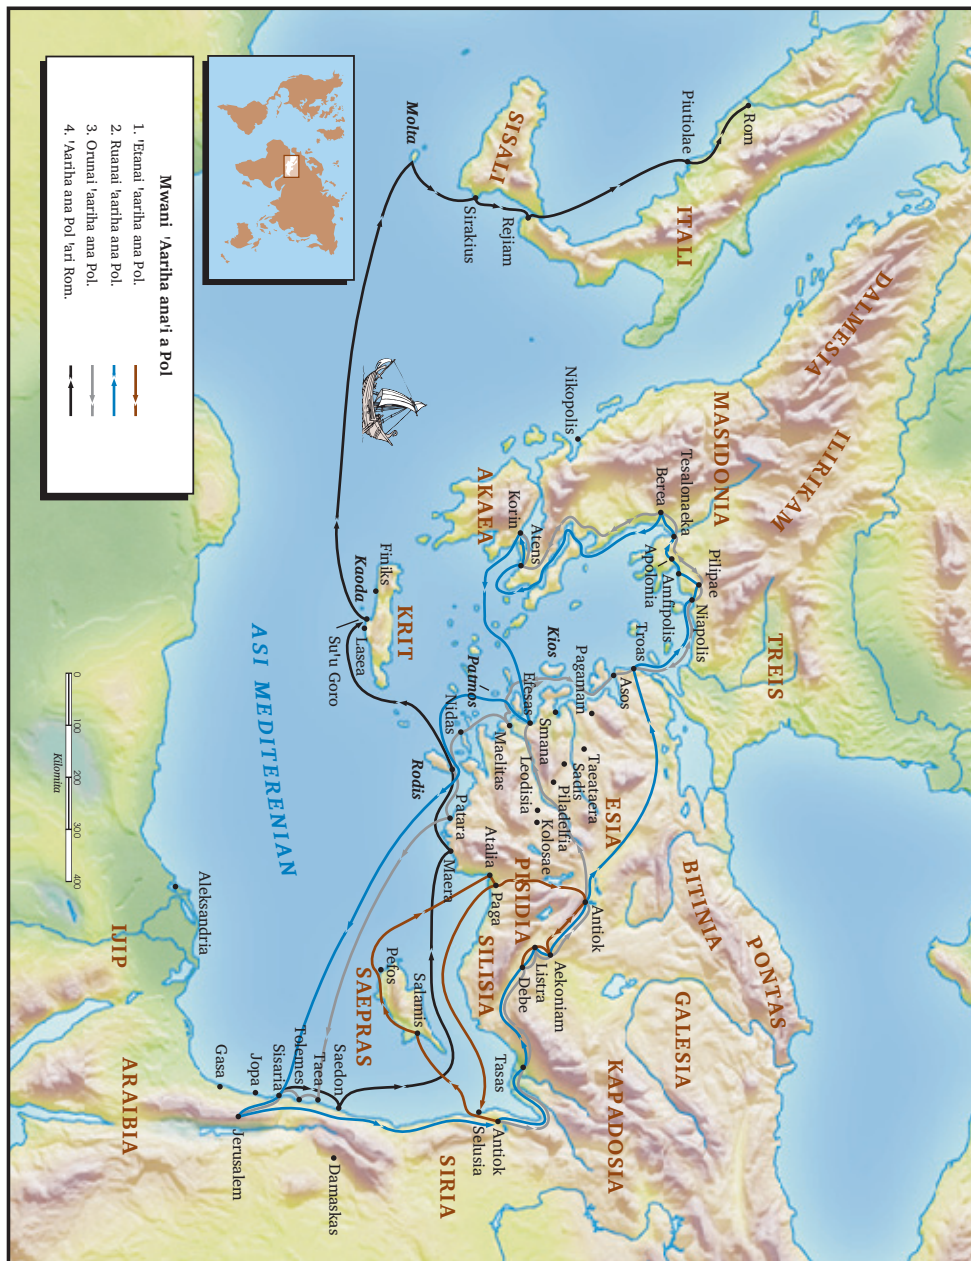 Mwani 'Aariha ana'i a Pol
1. 'Etanai 'aariha ana Pol.
2. Ruanai 'aariha ana Pol.
3. Orunai 'aariha ana Pol.
4. 'Aariha ana Pol 'ari Rom.
Rom
Piutiolae
ITALI
SISALI
Rejiam
Sirakius
Molta
DALMESIA
ILIRIKAM
MASIDONIA
TREIS
Nikopolis
Tesalonaeka
Berea
Pilipae
Niapolis
Amfipolis
Apolonia
AKAEA
Korin
Atens
Troas
Asos
Pagamam
Kios
Efesas
Smana
Patmos
Nidas
Maelitas
Leodisia
Taeataera
Sadis
Piladelfia
Kolosae
ESIA
BITINIA
PONTAS
GALESIA
KAPADOSIA
PISIDIA
Antiok
Aekoniam
Listra
Debe
SILISIA
Tasas
Atalia
Paga
Maera
Patara
Rodis
KRIT
Finiks
Kaoda
Lasea
Su'u Goro
ASI MEDITERENIAN
SAEPRAS
Pefos
Salamis
Antiok
Selusia
SIRIA
Damaskas
Saedon
Taea
Tolemes
Sisaria
Jopa
Gasa
Jerusalem
Aleksandria
IJIP
ARAIBIA
0 100 200 300 400
Kilomita